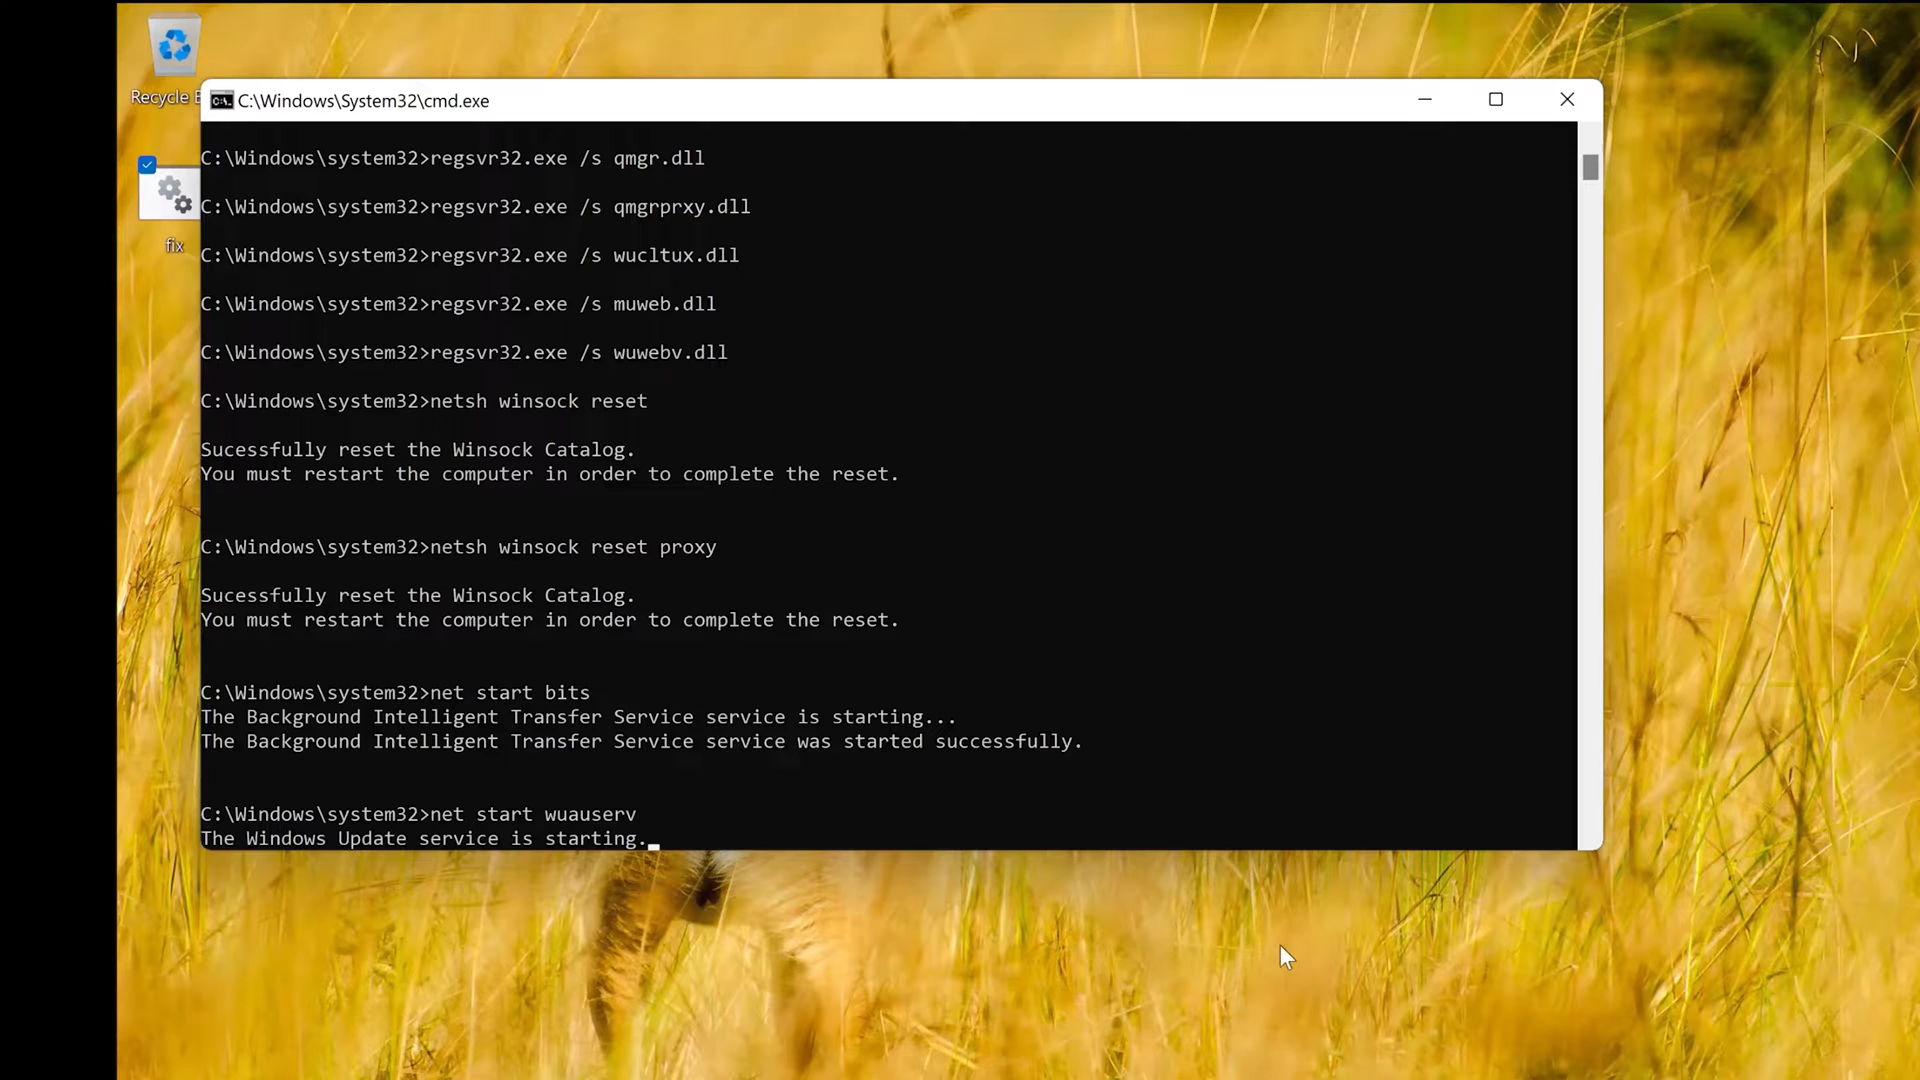 Recycle B
fix
C:\Windows\System32\cmd.exe
C:\Windows\system32>regsvr32.exe /s qmgr.dll
C:\Windows\system32>regsvr32.exe /s qmgrprxy.dll
C:\Windows\system32>regsvr32.exe /s wucltux.dll
C:\Windows\system32>regsvr32.exe /s muweb.dll
C:\Windows\system32>regsvr32.exe /s wuwebv.dll
C:\Windows\system32>netsh winsock reset
Sucessfully reset the Winsock Catalog.
You must restart the computer in order to complete the reset.
C:\Windows\system32>netsh winsock reset proxy
Sucessfully reset the Winsock Catalog.
You must restart the computer in order to complete the reset.
C:\Windows\system32>net start bits
The Background Intelligent Transfer Service service is starting...
The Background Intelligent Transfer Service service was started successfully.
C:\Windows\system32>net start wuauserv
The Windows Update service is starting.